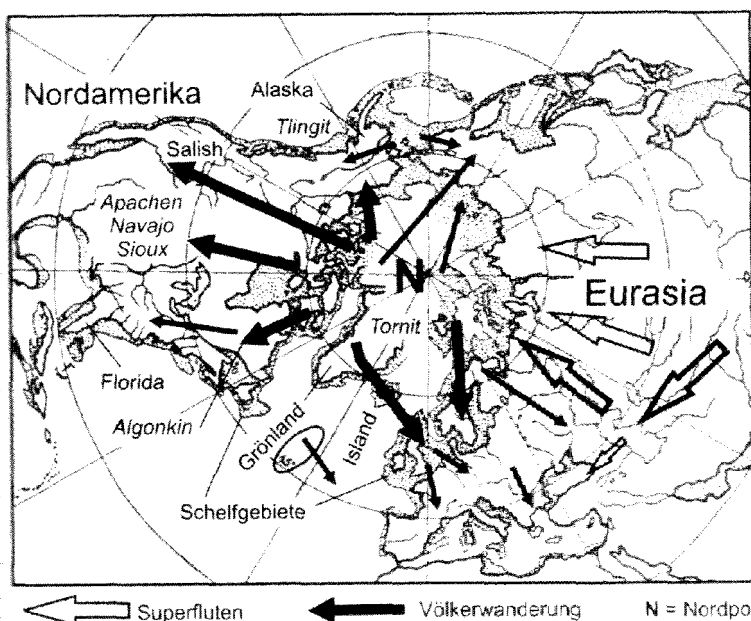 Nordamerika
Alaska
Tlingit
Salish
Apachen
Navajo
Sioux
N
Eurasia
Tornit
Florida
Algonkin
Grönland
Island
Schelfgebiete
Superfluten
Völkerwanderung
N = Nordpo